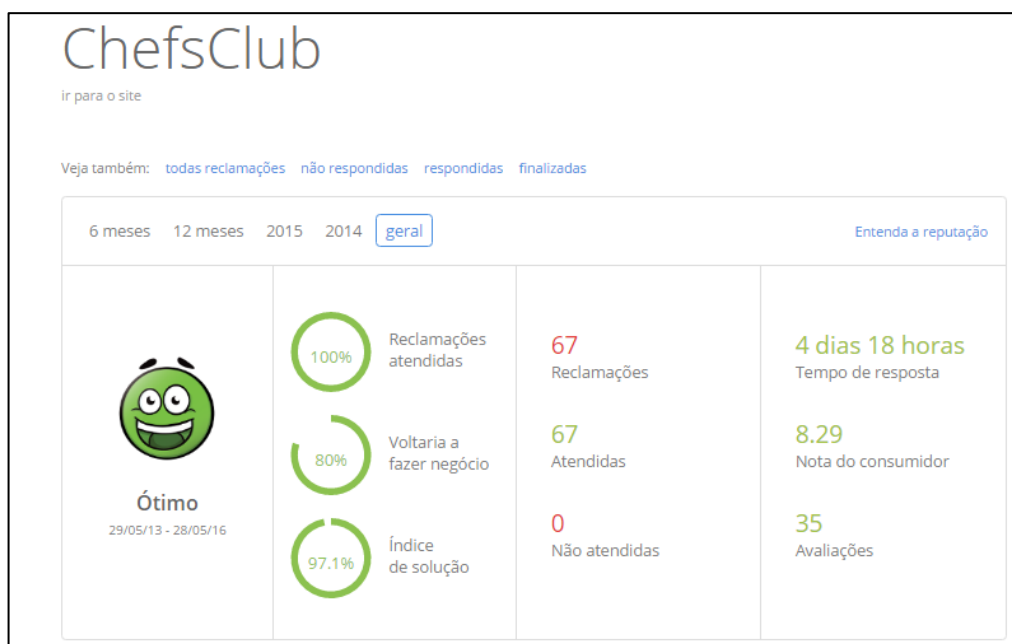 ChefsClub
ir para o site
Veja também: todas reclamações não respondidas respondidas finalizadas
6 meses 12 meses 2015 2014 geral Entenda a reputação
Ótimo
29/05/13 - 28/05/16
100%
Reclamações
atendidas
80%
Voltaria a
fazer negócio
97.1%
Índice
de solução
67
Reclamações
67
Atendidas
0
Não atendidas
4 dias 18 horas
Tempo de resposta
8.29
Nota do consumidor
35
Avaliações